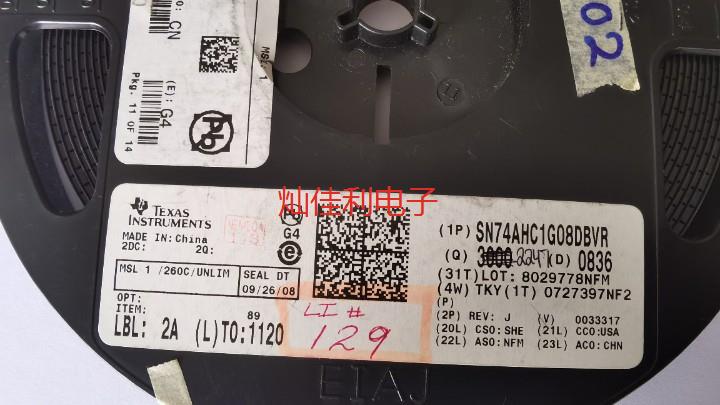 TO: CN
MSL 1
(E): G4
Pb
Pkg. 11 OF 14
02
11
灿佳利电子
TEXAS
INSTRUMENTS
MADE IN: China
2DC: 2Q:
G4
e
MSL 1 /260C/UNLIM
SEAL DT
09/26/08
OPT:
ITEM: 89
LBL: 2A (L)TO:1120
LI #
129
(1P) SN74AHC1G08DBVR
(Q) 3000 (D) 0836
(31T)LOT: 8029778NFM
(4W) TKY(1T) 0727397NF2
(P)
(2P) REV: J (V) 0033317
(20L) CSO:SHE (21L) CCO:USA
(22L) ASO:NFM (23L) ACO:CHN
EIAJ